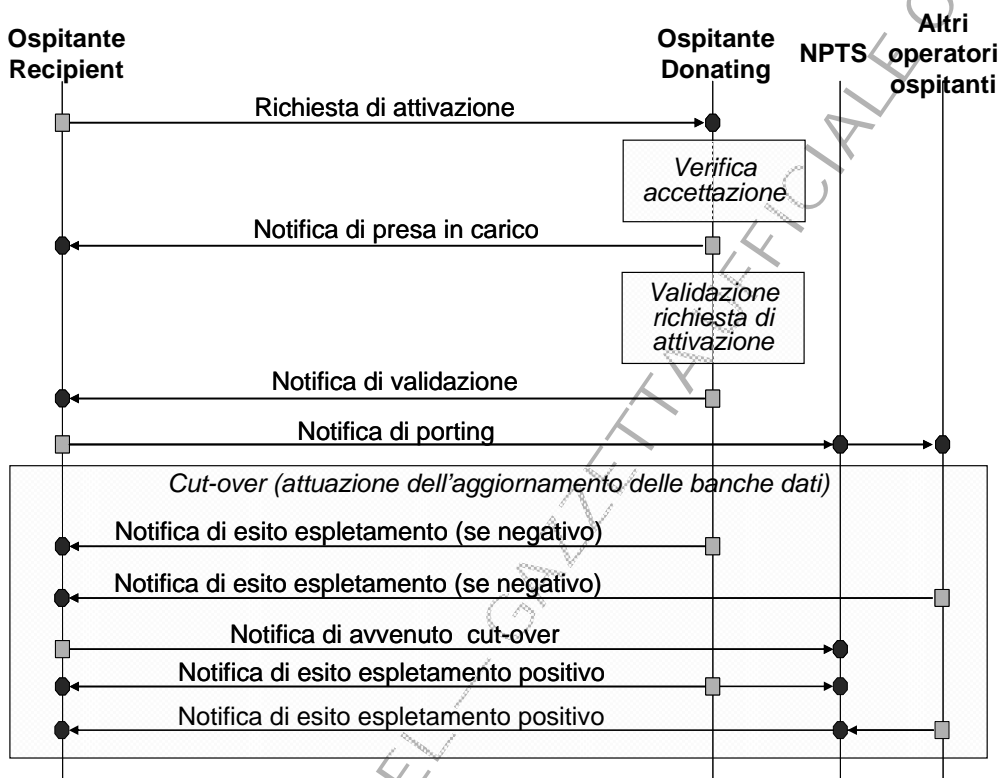 Ospitante
Recipient
Ospitante
Donating
NPTS
Altri
operatori
ospitanti
Richiesta di attivazione
Verifica
accettazione
Notifica di presa in carico
Validazione
richiesta di
attivazione
Notifica di validazione
Notifica di porting
Cut-over (attuazione dell'aggiornamento delle banche dati)
Notifica di esito espletamento (se negativo)
Notifica di esito espletamento (se negativo)
Notifica di avvenuto cut-over
Notifica di esito espletamento positivo
Notifica di esito espletamento positivo
GAZZETTA UFFICIALE